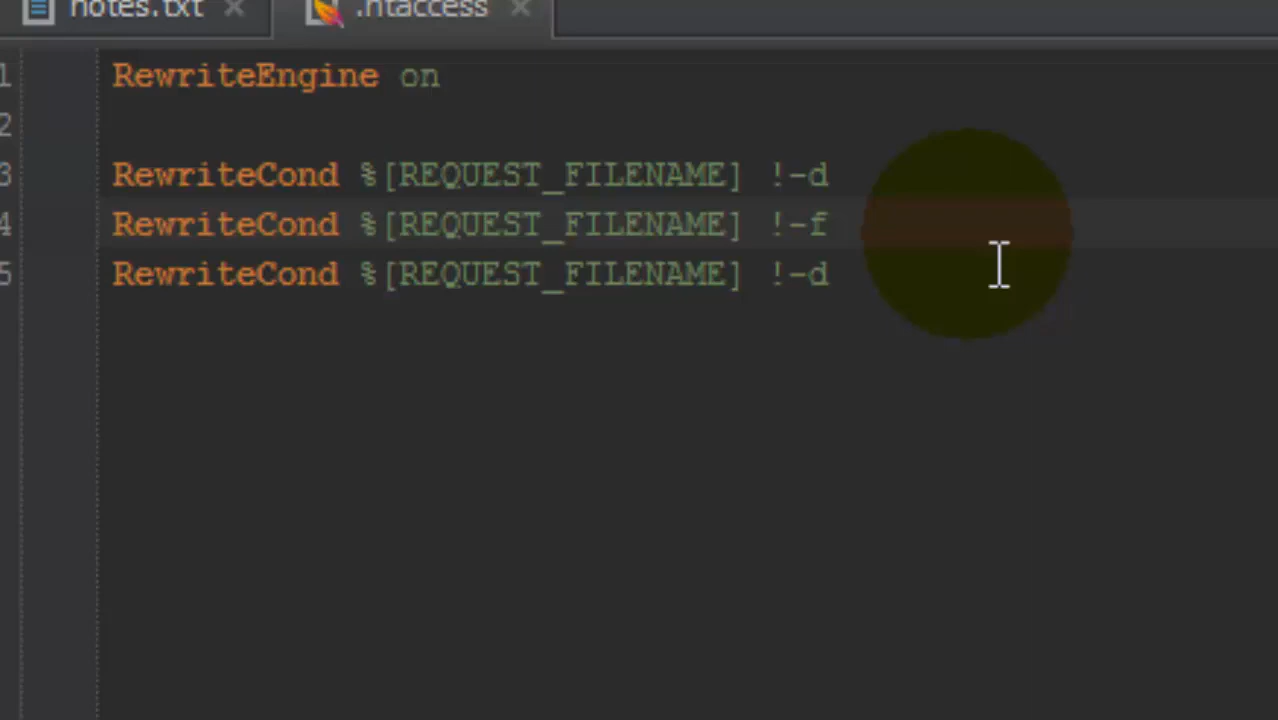 notes.txt .htaccess
1 RewriteEngine on
2
3 RewriteCond %[REQUEST_FILENAME] !-d
4 RewriteCond %[REQUEST_FILENAME] !-f
5 RewriteCond %[REQUEST_FILENAME] !-d